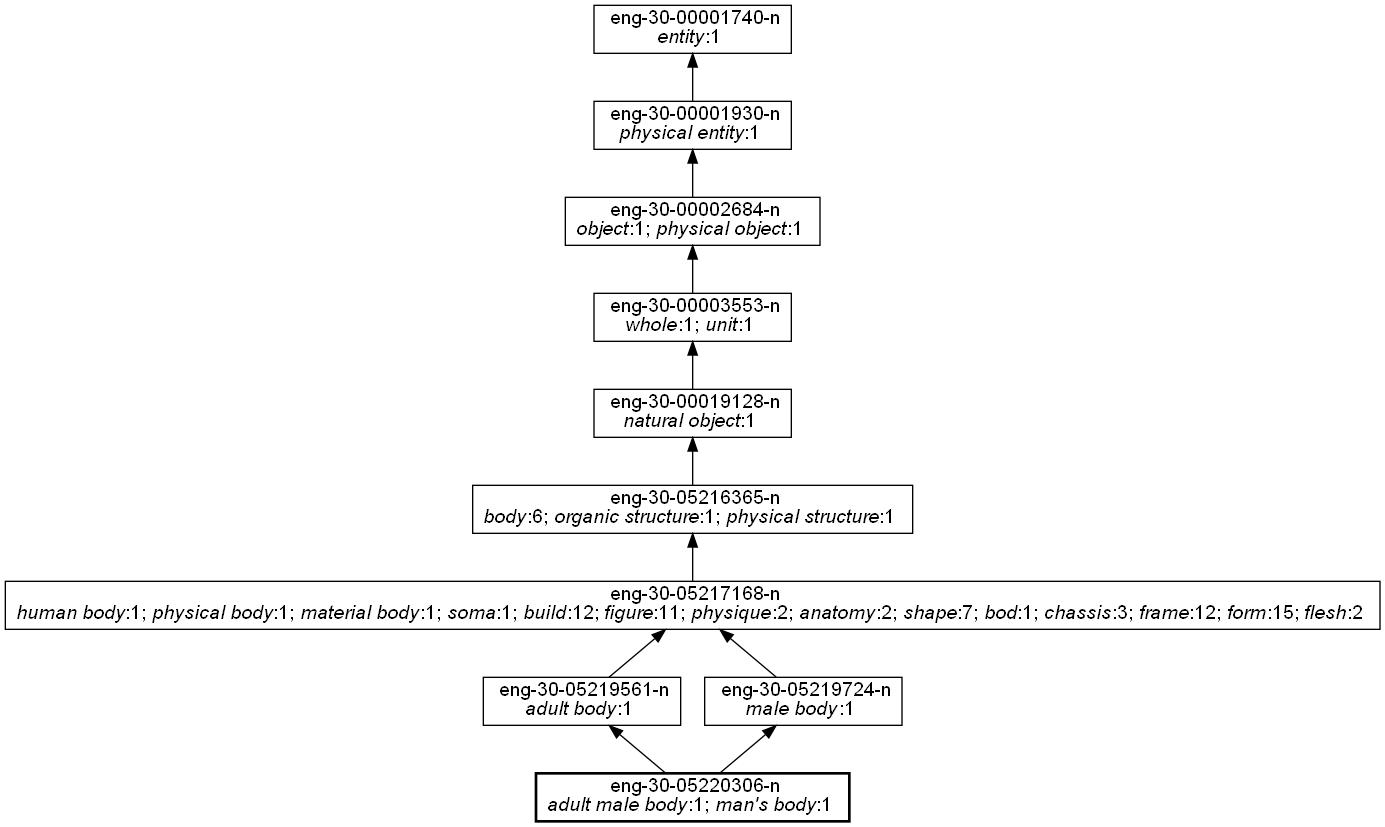 eng-30-00001740-n
entity:1
eng-30-00001930-n
physical entity:1
eng-30-00002684-n
object:1; physical object:1
eng-30-00003553-n
whole:1; unit:1
eng-30-00019128-n
natural object:1
eng-30-05216365-n
body:6; organic structure:1; physical structure:1
eng-30-05217168-n
human body:1; physical body:1; material body:1; soma:1; build:12; figure:11; physique:2; anatomy:2; shape:7; bod:1; chassis:3; frame:12; form:15; flesh:2
eng-30-05219561-n
adult body:1
eng-30-05219724-n
male body:1
eng-30-05220306-n
adult male body:1; man's body:1